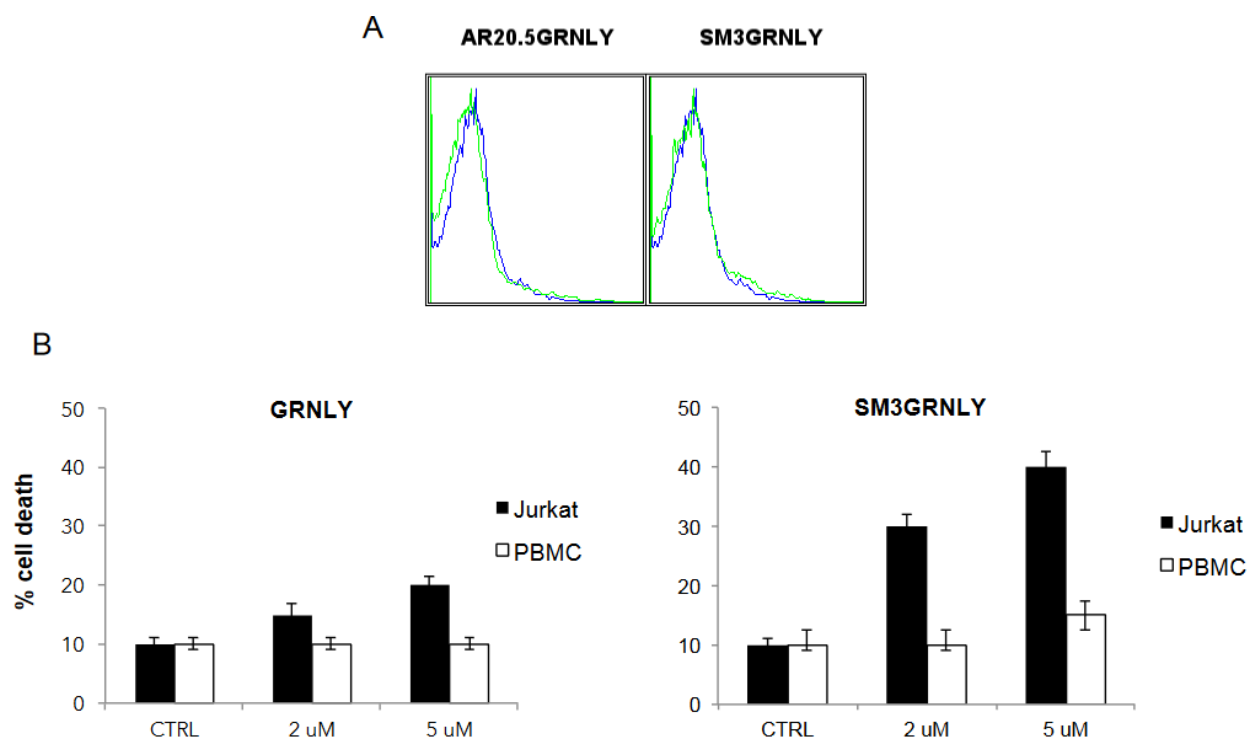 A
AR20.5GRNLY SM3GRNLY
B
GRNLY
% cell death
50
40
30
20
10
0
CTRL 2 uM 5 uM
Jurkat
PBMC
SM3GRNLY
50
40
30
20
10
0
CTRL 2 uM 5 uM
Jurkat
PBMC